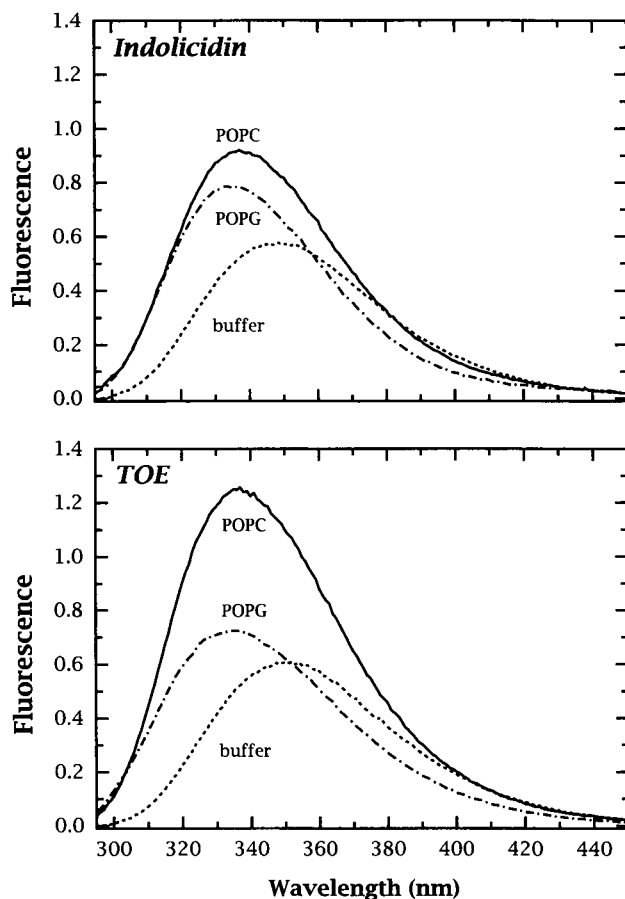 Indolicidin
1.4
1.2
1.0
0.8
0.6
0.4
0.2
0.0
Fluorescence
POPC
POPG
buffer
TOE
1.4
1.2
1.0
0.8
0.6
0.4
0.2
0.0
Fluorescence
POPC
POPG
buffer
300 320 340 360 380 400 420 440
Wavelength (nm)